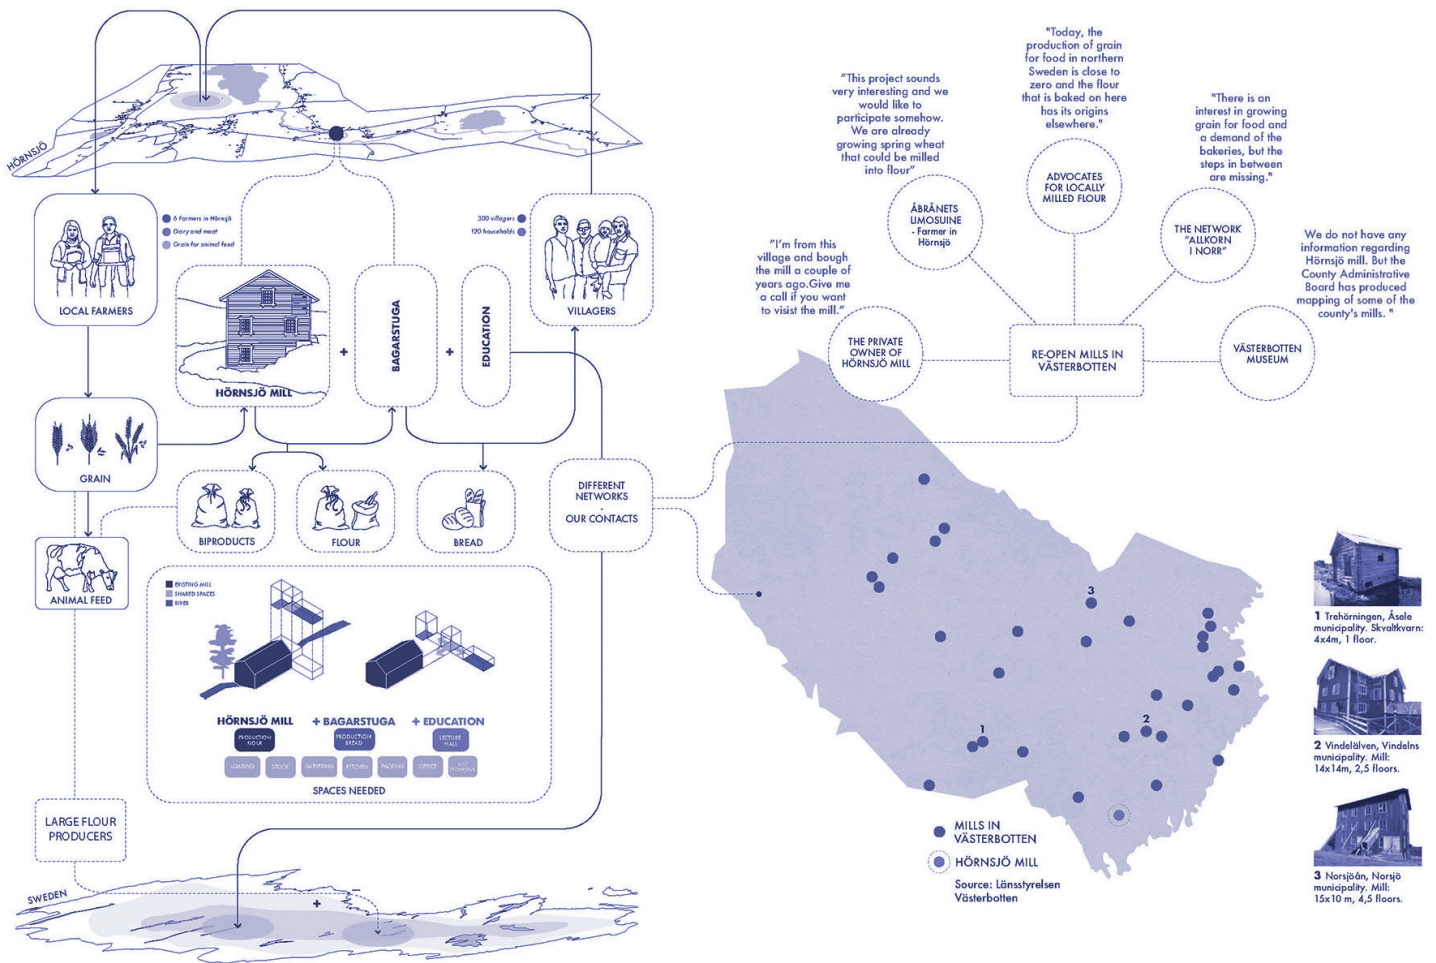 HÖRNSJÖ
6 Farmers in Hörnsjö
Diary and meat
Grain for animal feed
300 villagers
120 households
LOCAL FARMERS
HÖRNSJÖ MILL
+
BAGARSTUGA
+
EDUCATION
VILLAGERS
GRAIN
BIPRODUCTS
FLOUR
BREAD
DIFFERENT
NETWORKS
-
OUR CONTACTS
ANIMAL FEED
EXISTING MILL
SHARED SPACES
RIVER
HÖRNSJÖ MILL
+ BAGARSTUGA
+ EDUCATION
PRODUCTION
FLOUR
PRODUCTION
BREAD
LECTURE
HALL
LOADING
STOCK
GATHERING
KITCHEN
PACKING
OFFICE
SPACES NEEDED
LARGE FLOUR
PRODUCERS
SWEDEN
+
"I'm from this
village and bough
the mill a couple of
years ago.Give me
a call if you want
to visist the mill."
THE PRIVATE
OWNER OF
HÖRNSJÖ MILL
"This project sounds
very interesting and we
would like to
participate somehow.
We are already
growing spring wheat
that could be milled
into flour"
ÅBRÅNETS
LIMOSUINE
- Farmer in
Hörnsjö
"Today, the
production of grain
for food in northern
Sweden is close to
zero and the flour
that is baked on here
has its origins
elsewhere."
ADVOCATES
FOR LOCALLY
MILLED FLOUR
"There is an
interest in growing
grain for food and
a demand of the
bakeries, but the
steps in between
are missing."
THE NETWORK
"ALLKORN
I NORR"
We do not have any
information regarding
Hörnsjö mill. But the
County Administrative
Board has produced
mapping of some of the
county's mills. "
VÄSTERBOTTEN
MUSEUM
RE-OPEN MILLS IN
VÄSTERBOTTEN
3
1
2
MILLS IN
VÄSTERBOTTEN
HÖRNSJÖ MILL
Source: Länsstyrelsen
Västerbotten
1 Trehörningen, Åsele
municipality. Skvaltkvarn:
4x4m, 1 floor.
2 Vindelälven, Vindelns
municipality. Mill:
14x14m, 2,5 floors.
3 Norsjöån, Norsjö
municipality. Mill:
15x10 m, 4,5 floors.